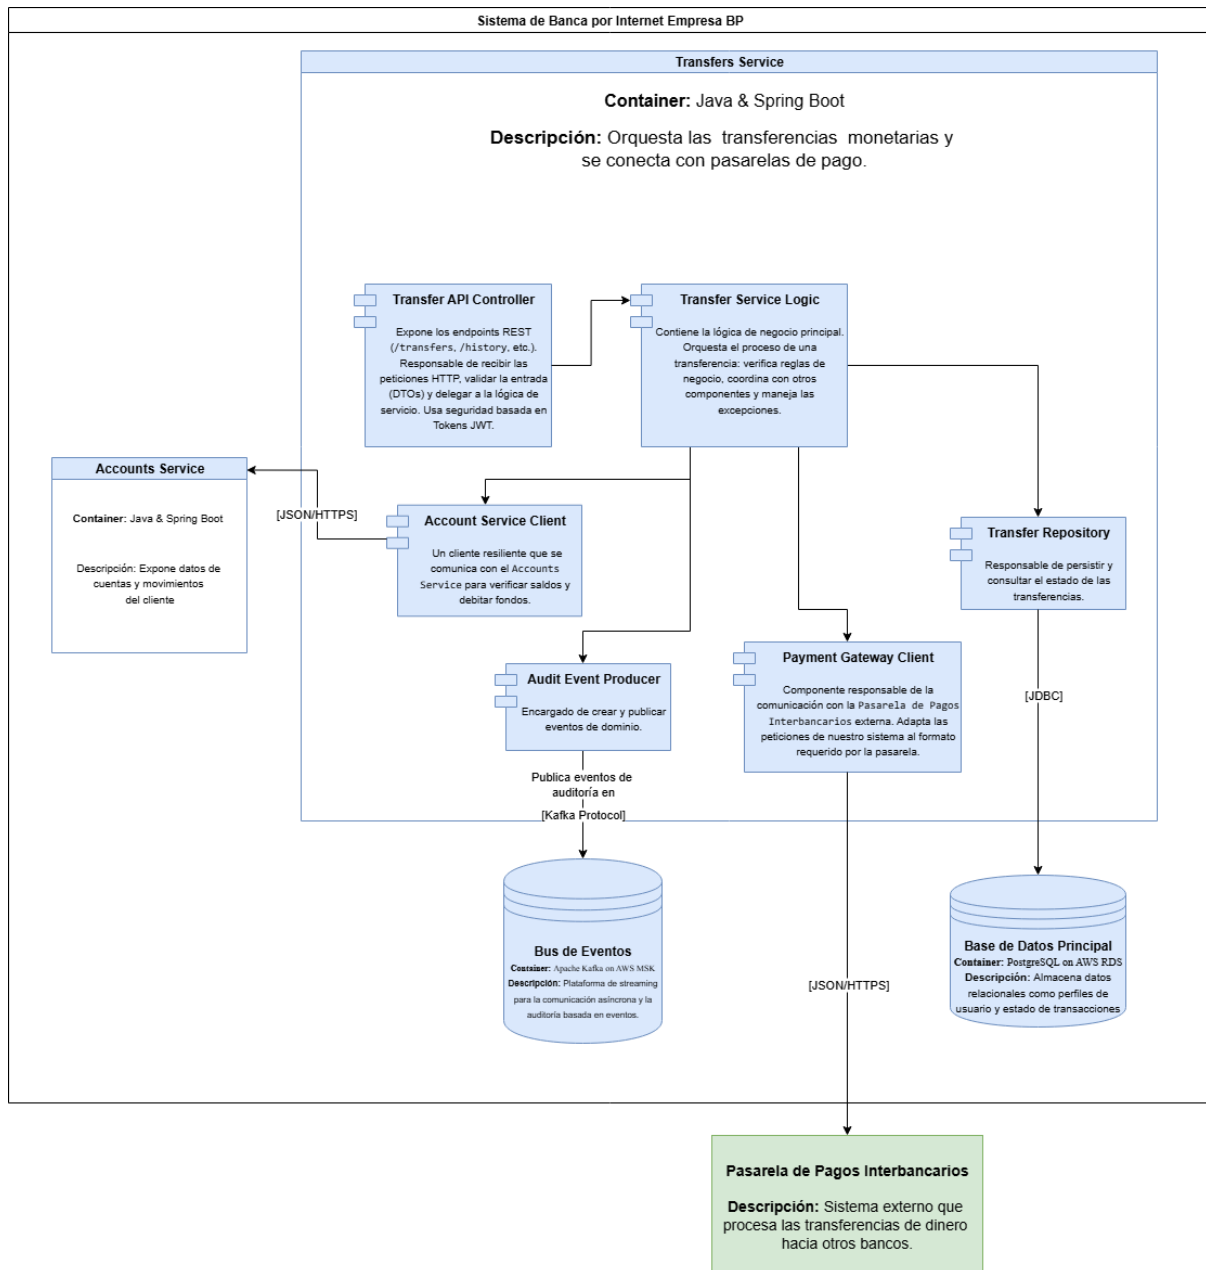 Sistema de Banca por Internet Empresa BP
Transfers Service
Container: Java & Spring Boot
Descripción: Orquesta las transferencias monetarias y
se conecta con pasarelas de pago.
Transfer API Controller
Expone los endpoints REST
(/transfers, /history, etc.).
Responsable de recibir las
peticiones HTTP, validar la entrada
(DTOs) y delegar a la lógica de
servicio. Usa seguridad basada en
Tokens JWT.
Transfer Service Logic
Contiene la lógica de negocio principal.
Orquesta el proceso de una
transferencia: verifica reglas de
negocio, coordina con otros
componentes y maneja las
excepciones.
Accounts Service
Container: Java & Spring Boot
Descripción: Expone datos de
cuentas y movimientos
del cliente
[JSON/HTTPS]
Account Service Client
Un cliente resiliente que se
comunica con el Accounts
Service para verificar saldos y
debitar fondos.
Transfer Repository
Responsable de persistir y
consultar el estado de las
transferencias.
Audit Event Producer
Encargado de crear y publicar
eventos de dominio.
Payment Gateway Client
Componente responsable de la
comunicación con la Pasarela de Pagos
Interbancarios externa. Adapta las
peticiones de nuestro sistema al formato
requerido por la pasarela.
[JDBC]
Publica eventos de
auditoría en
[Kafka Protocol]
Bus de Eventos
Container: Apache Kafka on AWS MSK
Descripción: Plataforma de streaming
para la comunicación asíncrona y la
auditoría basada en eventos.
Base de Datos Principal
Container: PostgreSQL on AWS RDS
Descripción: Almacena datos
relacionales como perfiles de
usuario y estado de transacciones
[JSON/HTTPS]
Pasarela de Pagos Interbancarios
Descripción: Sistema externo que
procesa las transferencias de dinero
hacia otros bancos.